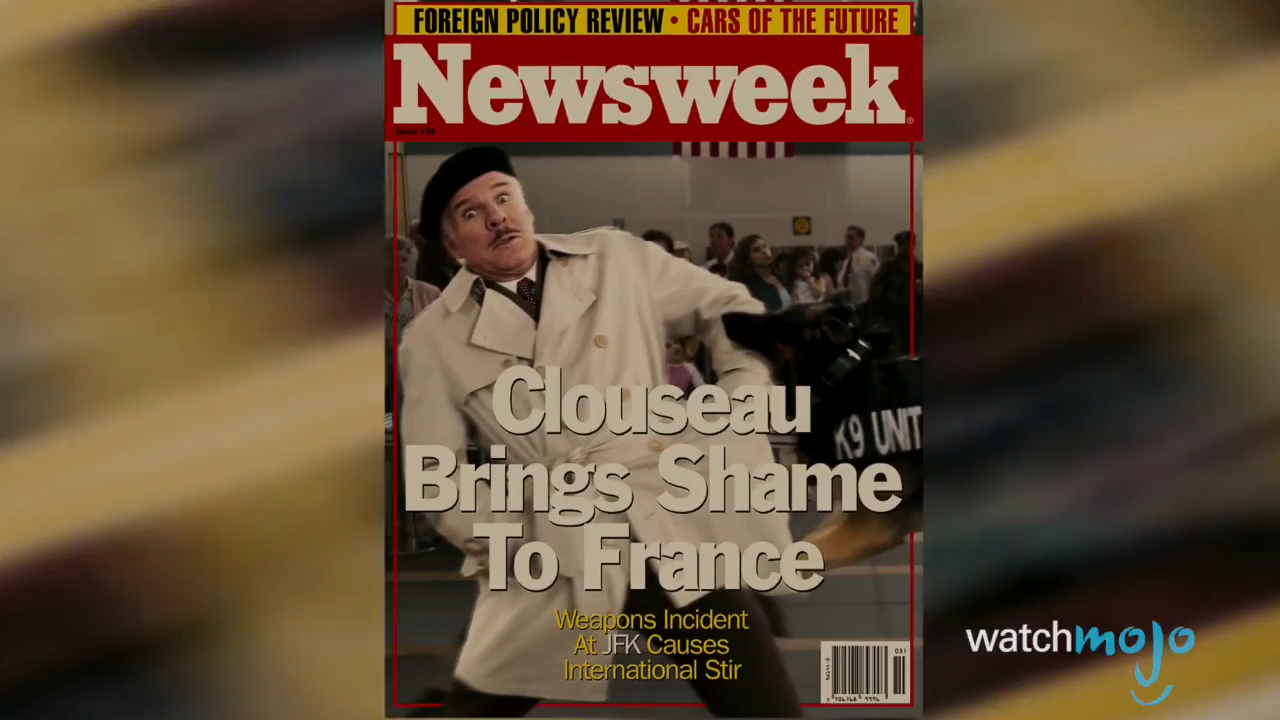 FOREIGN POLICY REVIEW • CARS OF THE FUTURE
Newsweek
Clouseau
Brings Shame
To France
K9 UNIT
Weapons Incident
At JFK Causes
International Stir
watchmojo